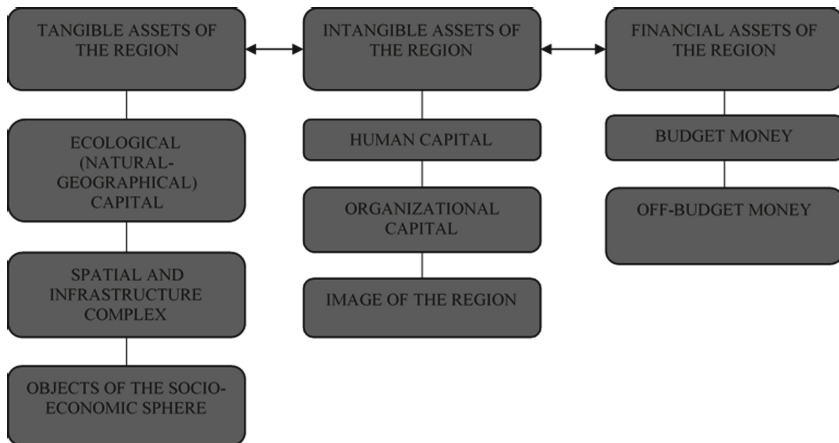 TANGIBLE ASSETS OF
THE REGION
INTANGIBLE ASSETS OF
THE REGION
FINANCIAL ASSETS OF
THE REGION
ECOLOGICAL
(NATURAL-
GEOGRAPHICAL)
CAPITAL
SPATIAL AND
INFRASTRUCTURE
COMPLEX
OBJECTS OF THE SOCIO-
ECONOMIC SPHERE
HUMAN CAPITAL
ORGANIZATIONAL
CAPITAL
IMAGE OF THE REGION
BUDGET MONEY
OFF-BUDGET MONEY